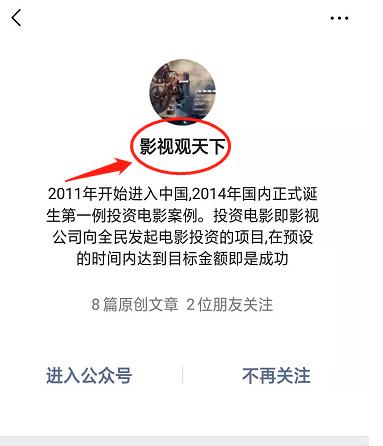 影视观天下
2011年开始进入中国,2014年国内正式诞
生第一例投资电影案例。投资电影即影视
公司向全民发起电影投资的项目,在预设
的时间内达到目标金额即是成功
8篇原创文章 2位朋友关注
进入公众号 不再关注